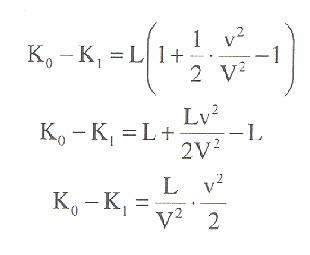 K₀ − K₁ = L(1 + 1/2 · v²/V² − 1)
K₀ − K₁ = L + Lv²/2V² − L
K₀ − K₁ = L/V² · v²/2